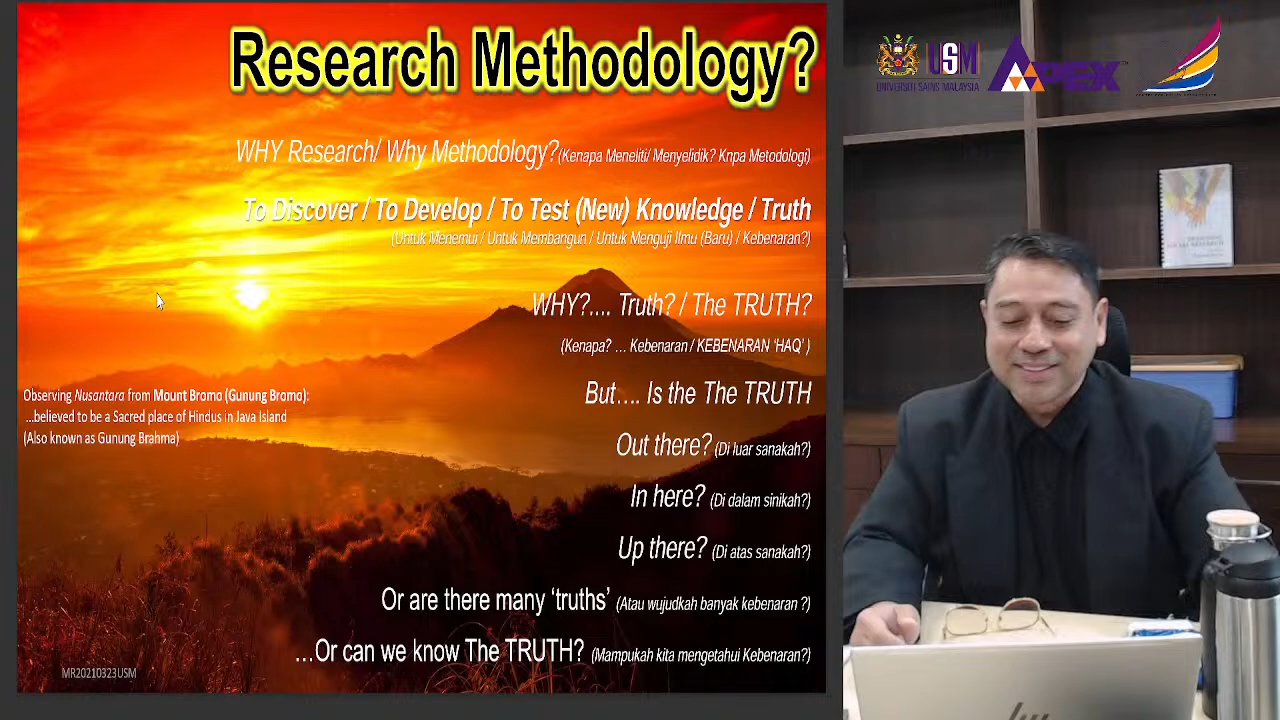 Research Methodology?
WHY Research/ Why Methodology?(Kenapa Meneliti/ Menyelidik? Knpa Metodologi)
To Discover / To Develop / To Test (New) Knowledge / Truth
(Untuk Menemui / Untuk Membangun / Untuk Menguji Ilmu (Baru) / Kebenaran?)
WHY?.... Truth? / The TRUTH?
(Kenapa? ... Kebenaran / KEBENARAN 'HAQ' )
But.... Is the The TRUTH
Out there? (Di luar sanakah?)
In here? (Di dalam sinikah?)
Up there? (Di atas sanakah?)
Or are there many 'truths' (Atau wujudkah banyak kebenaran ?)
...Or can we know The TRUTH? (Mampukah kita mengetahui Kebenaran?)
Observing Nusantara from Mount Bromo (Gunung Bromo):
...believed to be a Sacred place of Hindus in Java Island
(Also known as Gunung Brahma)
MR20210323USM
USM
UNIVERSITI SAINS MALAYSIA
APEX
hp